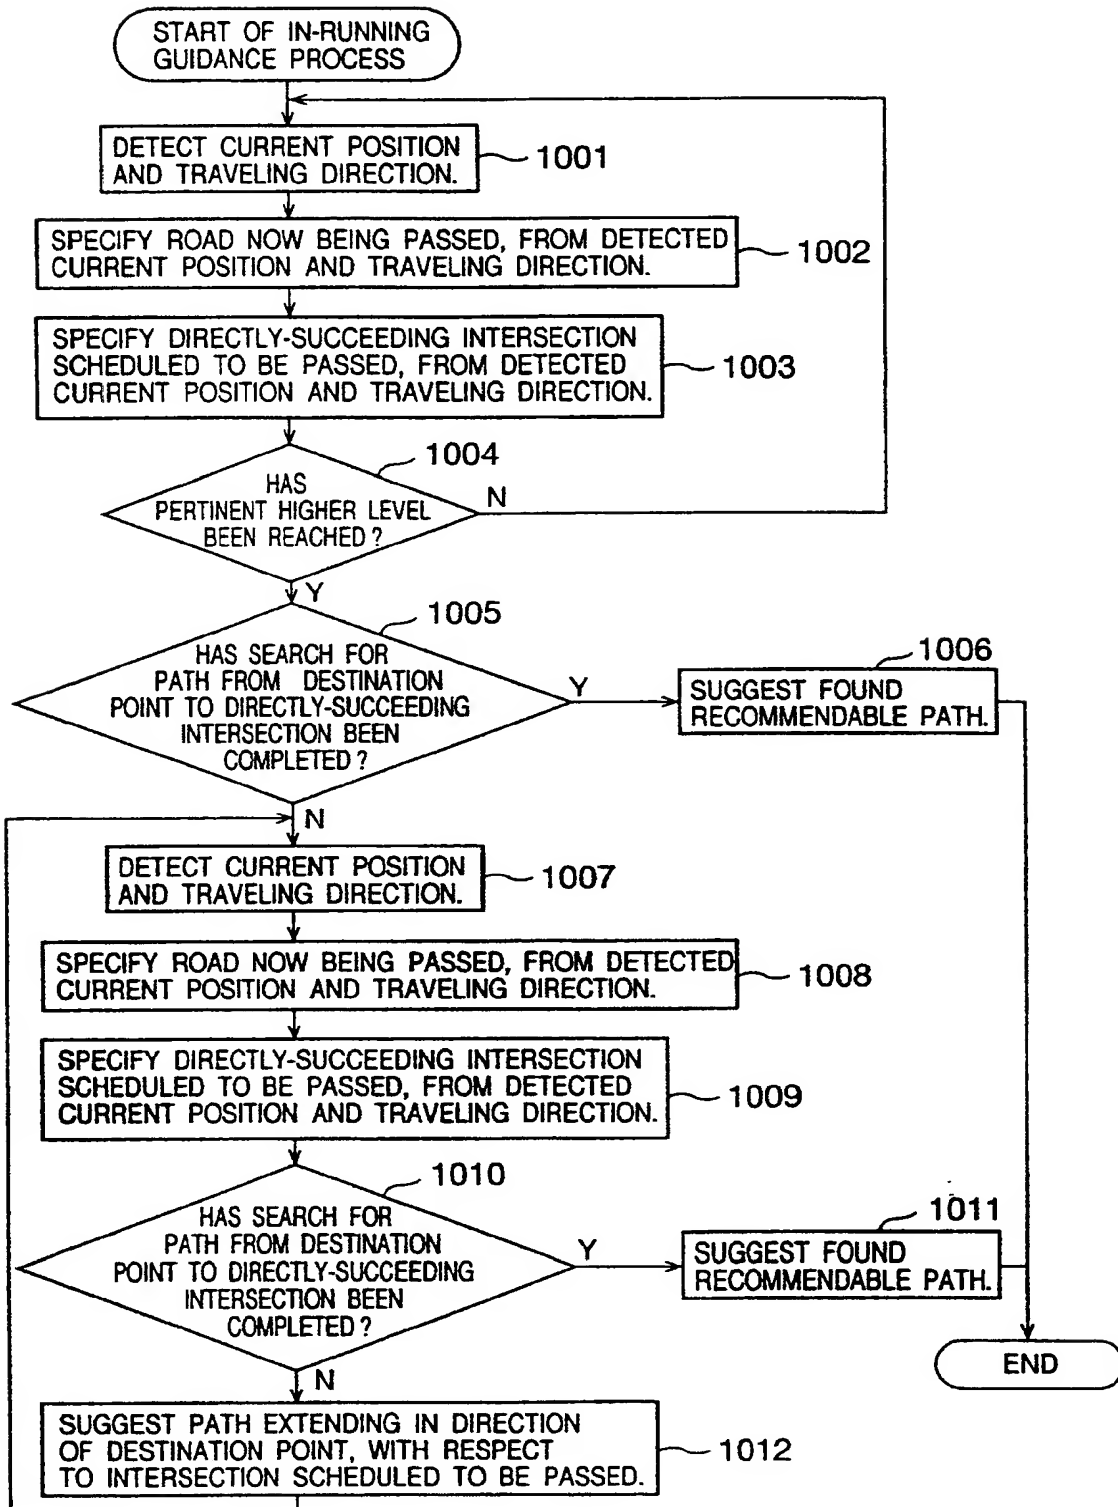 START OF IN-RUNNING
GUIDANCE PROCESS
DETECT CURRENT POSITION
AND TRAVELING DIRECTION.
1001
SPECIFY ROAD NOW BEING PASSED, FROM DETECTED
CURRENT POSITION AND TRAVELING DIRECTION.
1002
SPECIFY DIRECTLY-SUCCEEDING INTERSECTION
SCHEDULED TO BE PASSED, FROM DETECTED
CURRENT POSITION AND TRAVELING DIRECTION.
1003
1004
HAS
PERTINENT HIGHER LEVEL
BEEN REACHED?
N
Y
1005
HAS SEARCH FOR
PATH FROM DESTINATION
POINT TO DIRECTLY-SUCCEEDING
INTERSECTION BEEN
COMPLETED?
Y
1006
SUGGEST FOUND
RECOMMENDABLE PATH.
N
DETECT CURRENT POSITION
AND TRAVELING DIRECTION.
1007
SPECIFY ROAD NOW BEING PASSED, FROM DETECTED
CURRENT POSITION AND TRAVELING DIRECTION.
1008
SPECIFY DIRECTLY-SUCCEEDING INTERSECTION
SCHEDULED TO BE PASSED, FROM DETECTED
CURRENT POSITION AND TRAVELING DIRECTION.
1009
1010
HAS SEARCH FOR
PATH FROM DESTINATION
POINT TO DIRECTLY-SUCCEEDING
INTERSECTION BEEN
COMPLETED?
Y
1011
SUGGEST FOUND
RECOMMENDABLE PATH.
END
N
SUGGEST PATH EXTENDING IN DIRECTION
OF DESTINATION POINT, WITH RESPECT
TO INTERSECTION SCHEDULED TO BE PASSED.
1012